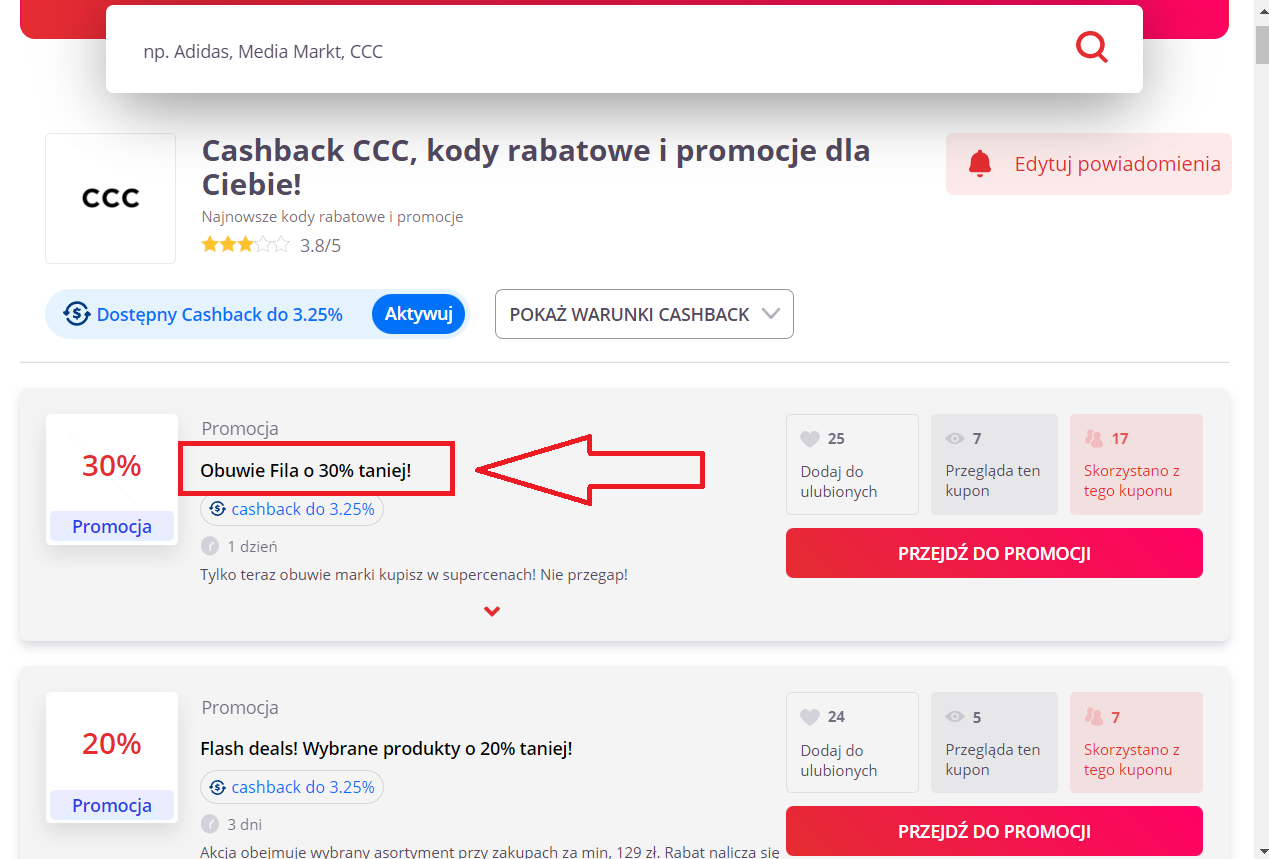 np. Adidas, Media Markt, CCC
CCC
Cashback CCC, kody rabatowe i promocje dla
Ciebie!
Najnowsze kody rabatowe i promocje
3.8/5
Edytuj powiadomienia
Dostępny Cashback do 3.25%
Aktywuj
POKAŻ WARUNKI CASHBACK
30%
Promocja
Promocja
Obuwie Fila o 30% taniej!
cashback do 3.25%
1 dzień
Tylko teraz obuwie marki kupisz w supercenach! Nie przegap!
25
Dodaj do
ulubionych
7
Przegląda ten
kupon
17
Skorzystano z
tego kuponu
PRZEJDŹ DO PROMOCJI
20%
Promocja
Promocja
Flash deals! Wybrane produkty o 20% taniej!
cashback do 3.25%
3 dni
Akcja obejmuje wybrany asortyment przy zakupach za min, 129 zł. Rabat nalicza się
24
Dodaj do
ulubionych
5
Przegląda ten
kupon
7
Skorzystano z
tego kuponu
PRZEJDŹ DO PROMOCJI